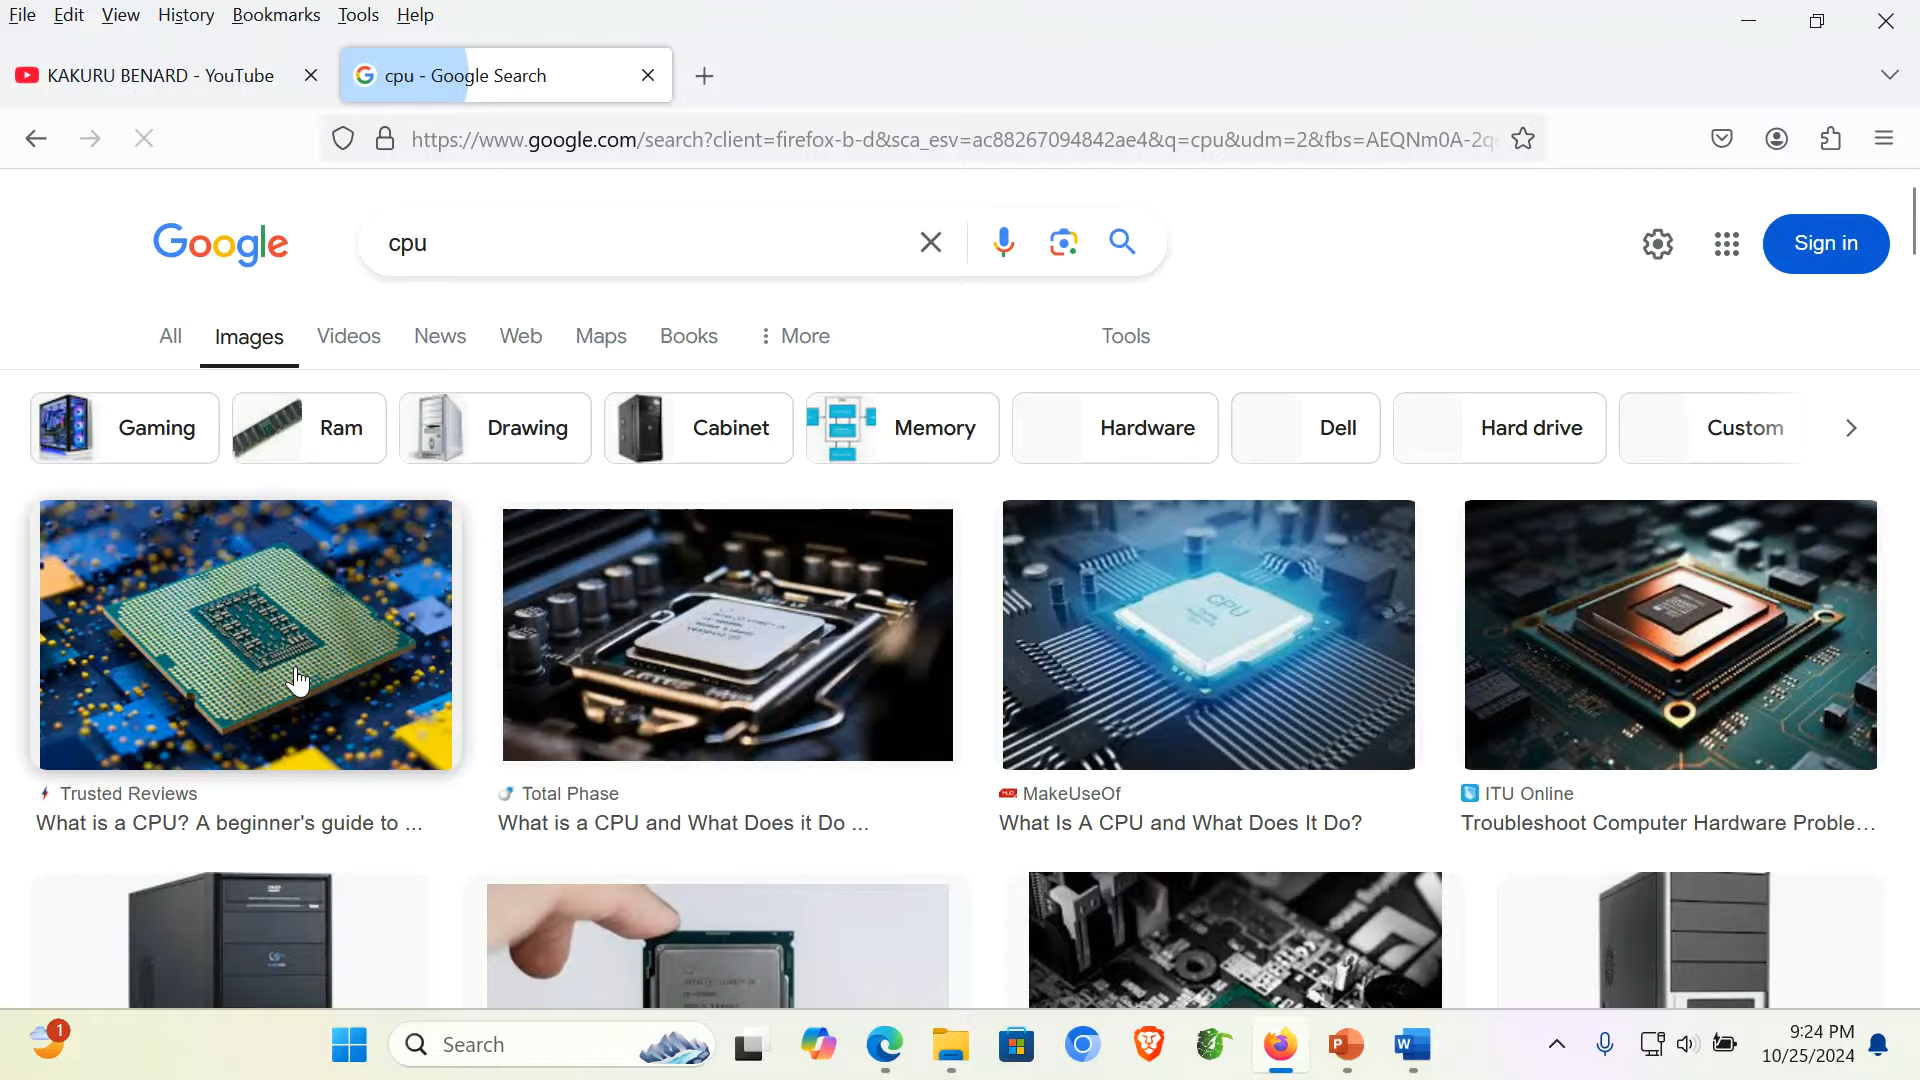 File Edit View History Bookmarks Tools Help
KAKURU BENARD - YouTube
cpu - Google Search
https://www.google.com/search?client=firefox-b-d&sca_esv=ac88267094842ae4&q=cpu&udm=2&fbs=AEQNm0A-2q
Google
cpu
Sign in
All Images Videos News Web Maps Books More Tools
Gaming Ram Drawing Cabinet Memory Hardware Dell Hard drive Custom
CPU
Trusted Reviews
What is a CPU? A beginner's guide to ...
Total Phase
What is a CPU and What Does it Do ...
MakeUseOf
What Is A CPU and What Does It Do?
ITU Online
Troubleshoot Computer Hardware Proble...
1
Search
9:24 PM
10/25/2024